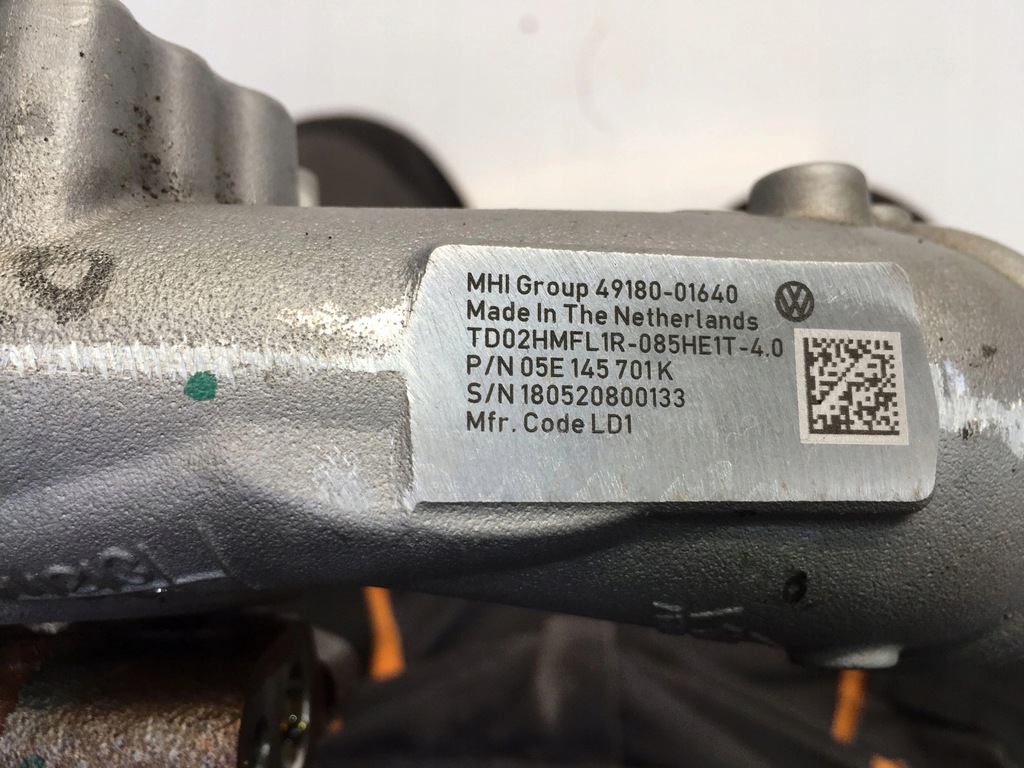 MHI Group 49180-01640
Made In The Netherlands
TD02HMFL1R-085HE1T-4.0
P/N 05E 145 701 K
S/N 180520800133
Mfr. Code LD1